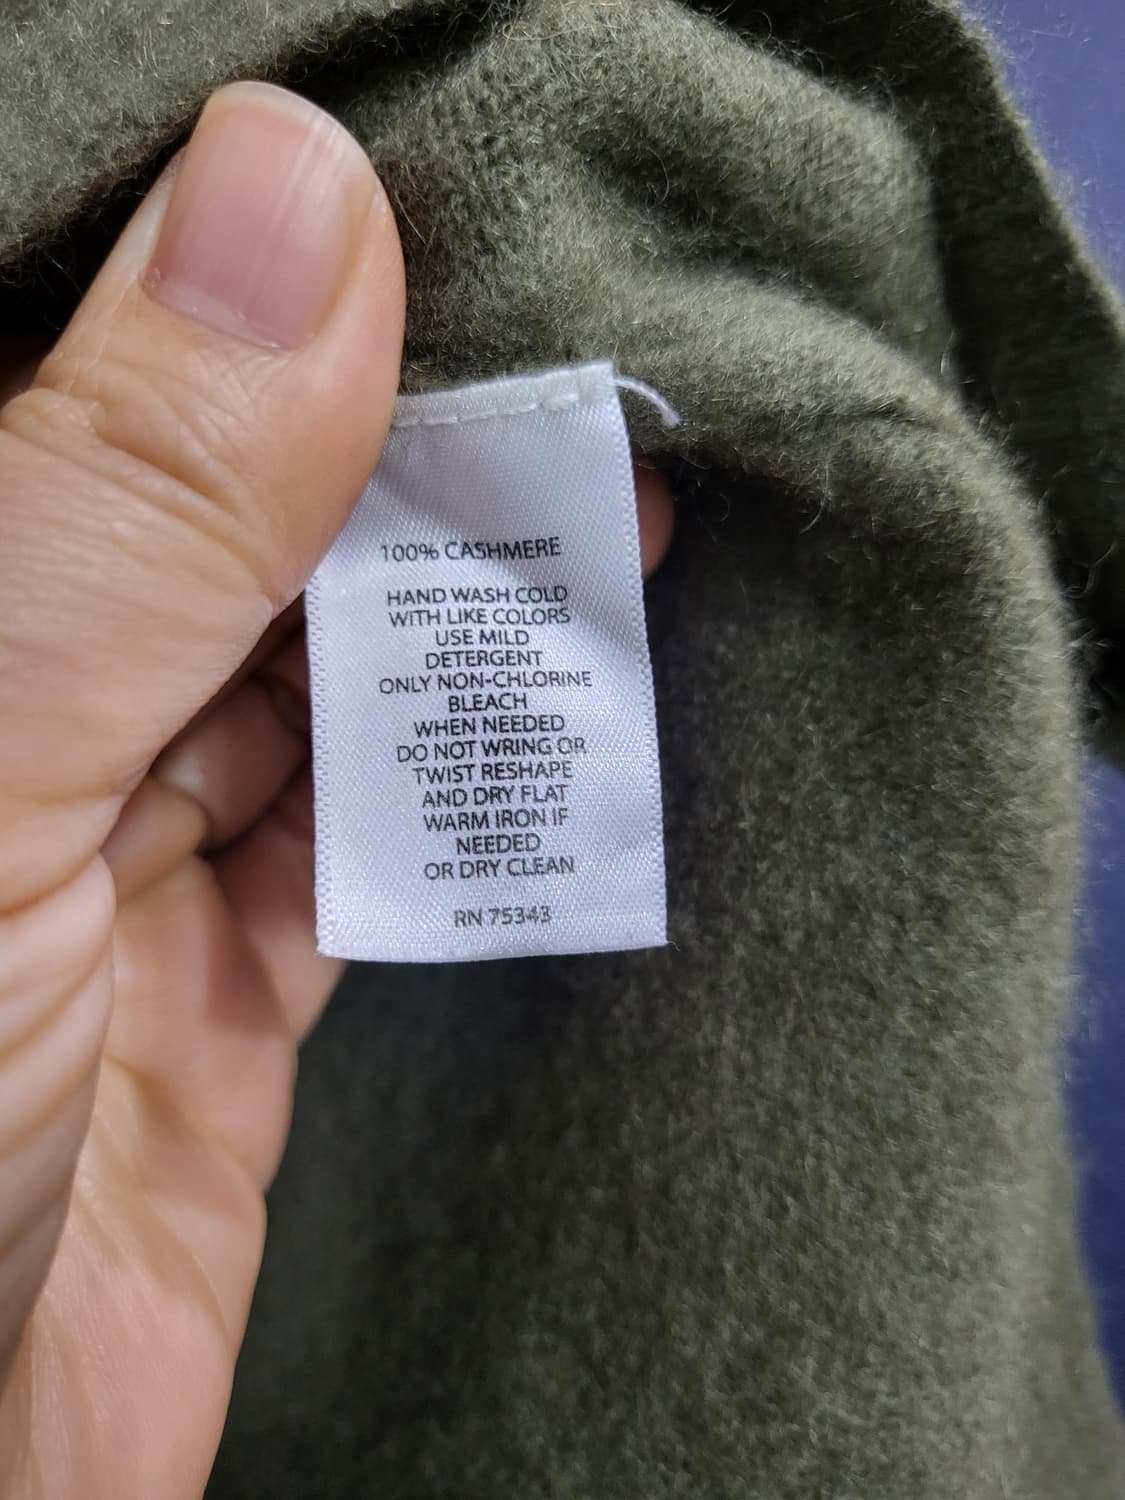 100% CASHMERE
HAND WASH COLD
WITH LIKE COLORS
USE MILD
DETERGENT
ONLY NON-CHLORINE
BLEACH
WHEN NEEDED
DO NOT WRING OR
TWIST RESHAPE
AND DRY FLAT
WARM IRON IF
NEEDED
OR DRY CLEAN
RN 75343